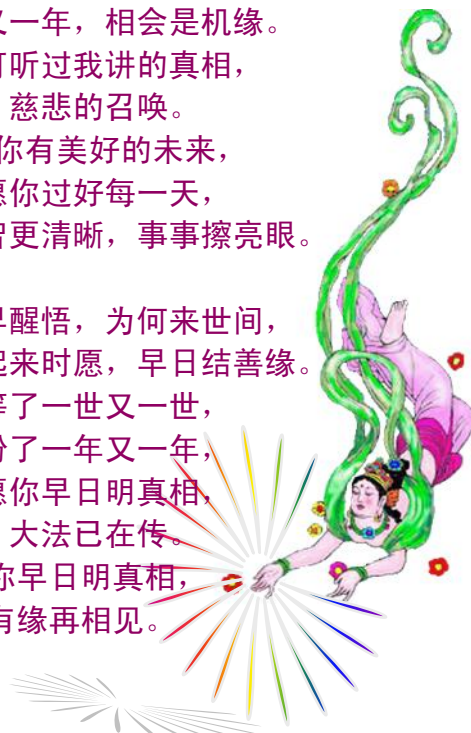 又一年，相会是机缘。
可听过我讲的真相，
慈悲的召唤。
你有美好的未来，
愿你过好每一天，
智更清晰，事事擦亮眼。
早醒悟，为何来世间，
起来时愿，早日结善缘。
等了一世又一世，
盼了一年又一年，
愿你早日明真相，
大法已在传。
你早日明真相，
有缘再相见。